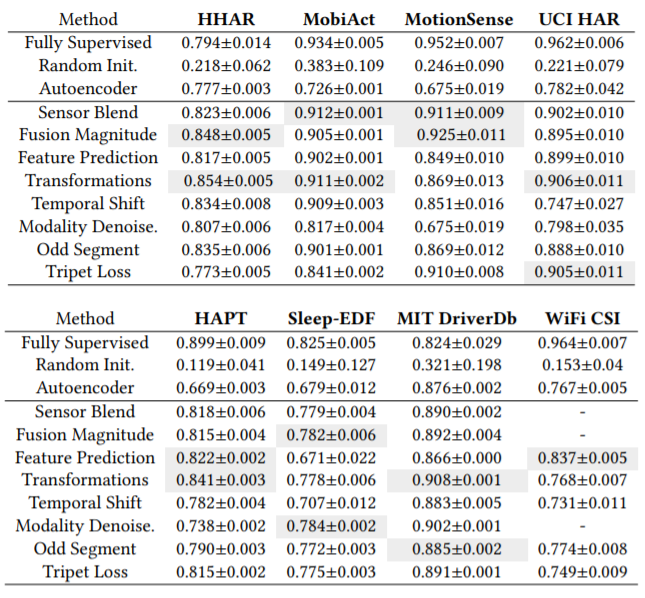 Method HHAR MobiAct MotionSense UCI HAR
Fully Supervised 0.794±0.014 0.934±0.005 0.952±0.007 0.962±0.006
Random Init. 0.218±0.062 0.383±0.109 0.246±0.090 0.221±0.079
Autoencoder 0.777±0.003 0.726±0.001 0.675±0.019 0.782±0.042
Sensor Blend 0.823±0.006 0.912±0.001 0.911±0.009 0.902±0.010
Fusion Magnitude 0.848±0.005 0.905±0.001 0.925±0.011 0.895±0.010
Feature Prediction 0.817±0.005 0.902±0.001 0.849±0.010 0.899±0.010
Transformations 0.854±0.005 0.911±0.002 0.869±0.013 0.906±0.011
Temporal Shift 0.834±0.008 0.909±0.003 0.851±0.016 0.747±0.027
Modality Denoise. 0.807±0.006 0.817±0.004 0.675±0.019 0.798±0.035
Odd Segment 0.835±0.006 0.901±0.001 0.869±0.012 0.888±0.010
Tripet Loss 0.773±0.005 0.841±0.002 0.910±0.008 0.905±0.011
Method HAPT Sleep-EDF MIT DriverDb WiFi CSI
Fully Supervised 0.899±0.009 0.825±0.005 0.824±0.029 0.964±0.007
Random Init. 0.119±0.041 0.149±0.127 0.321±0.198 0.153±0.04
Autoencoder 0.669±0.003 0.679±0.012 0.876±0.002 0.767±0.005
Sensor Blend 0.818±0.006 0.779±0.004 0.890±0.002 -
Fusion Magnitude 0.815±0.004 0.782±0.006 0.892±0.004 -
Feature Prediction 0.822±0.002 0.671±0.022 0.866±0.000 0.837±0.005
Transformations 0.841±0.003 0.778±0.006 0.908±0.001 0.768±0.007
Temporal Shift 0.782±0.004 0.707±0.012 0.883±0.005 0.731±0.011
Modality Denoise. 0.738±0.002 0.784±0.002 0.902±0.001 -
Odd Segment 0.790±0.003 0.772±0.003 0.885±0.002 0.774±0.008
Tripet Loss 0.815±0.002 0.775±0.003 0.891±0.001 0.749±0.009